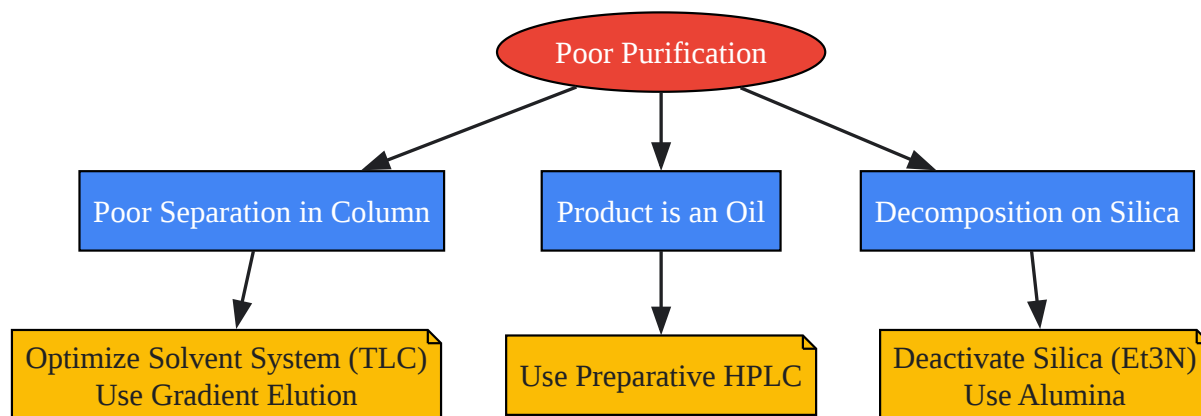 Poor Purification
Poor Separation in Column
Product is an Oil
Decomposition on Silica
Optimize Solvent System (TLC)
Use Gradient Elution
Use Preparative HPLC
Deactivate Silica (Et3N)
Use Alumina